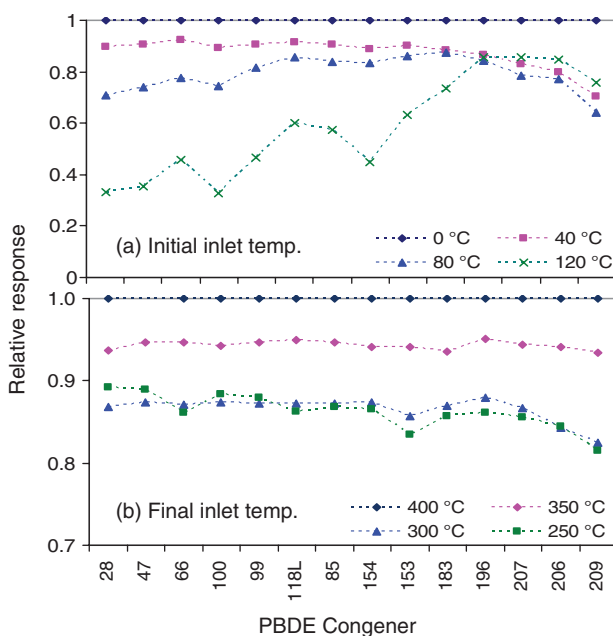 1
0.8
0.6
0.4
0.2
0
(a) Initial inlet temp.
0 °C
40 °C
80 °C
120 °C
Relative response
1.0
0.9
0.8
0.7
(b) Final inlet temp.
400 °C
350 °C
300 °C
250 °C
28
47
66
100
99
118L
85
154
153
183
196
207
206
209
PBDE Congener